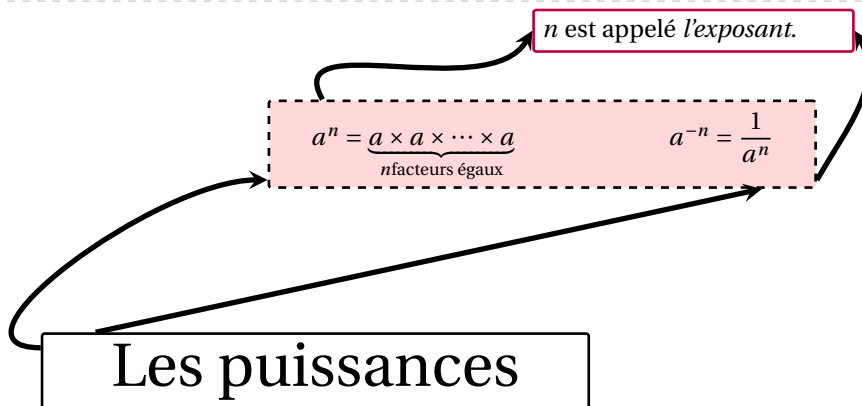 n est appelé l'exposant.
aⁿ = a × a × ⋯ × a
nfacteurs égaux
a⁻ⁿ = 1/aⁿ
Les puissances